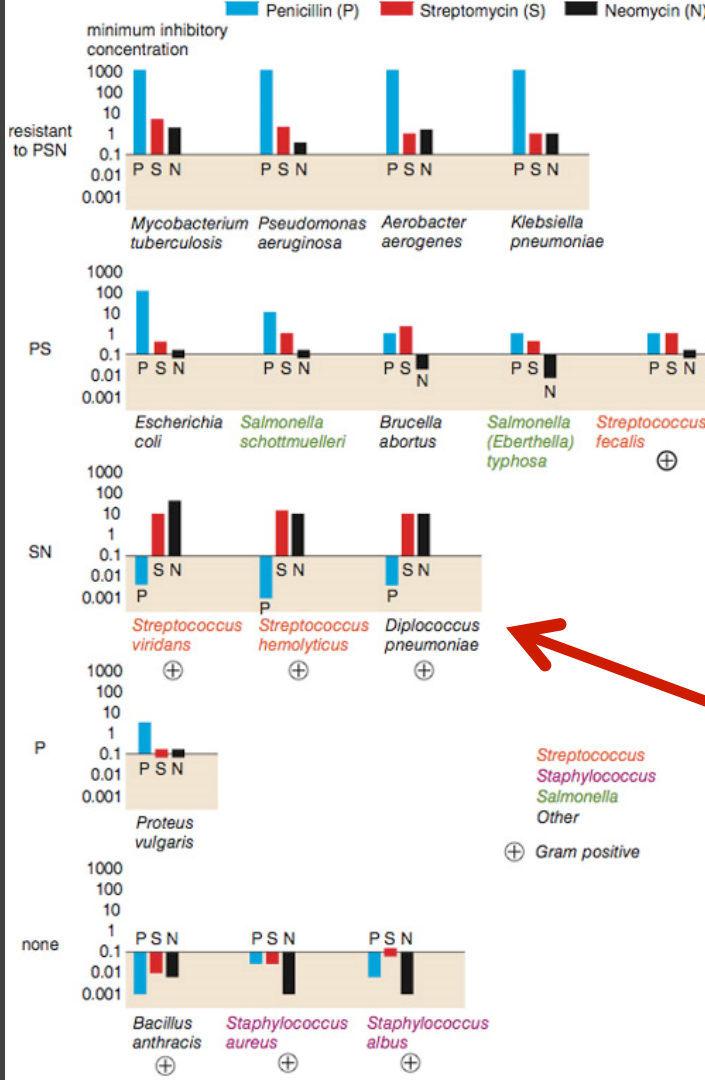 Penicillin (P) Streptomycin (S) Neomycin (N)
minimum inhibitory
concentration
1000
100
10
1
0.1
0.01
0.001
resistant
to PSN
P S N P S N P S N P S N
Mycobacterium Pseudomonas Aerobacter Klebsiella
tuberculosis aeruginosa aerogenes pneumoniae
1000
100
10
1
0.1
0.01
0.001
PS
P S N P S N P S N P S N P S N
Escherichia Salmonella Brucella Salmonella Streptococcus
coli schottmuelleri abortus (Eberthella) fecalis
typhosa
1000
100
10
1
0.1
0.01
0.001
SN
P S N P S N P S N
Streptococcus Streptococcus Diplococcus
viridans hemolyticus pneumoniae
1000
100
10
1
0.1
0.01
0.001
P
P S N
Proteus
vulgaris
Streptococcus
Staphylococcus
Salmonella
Other
Gram positive
1000
100
10
1
0.1
0.01
0.001
none
P S N P S N P S N
Bacillus Staphylococcus Staphylococcus
anthracis aureus albus